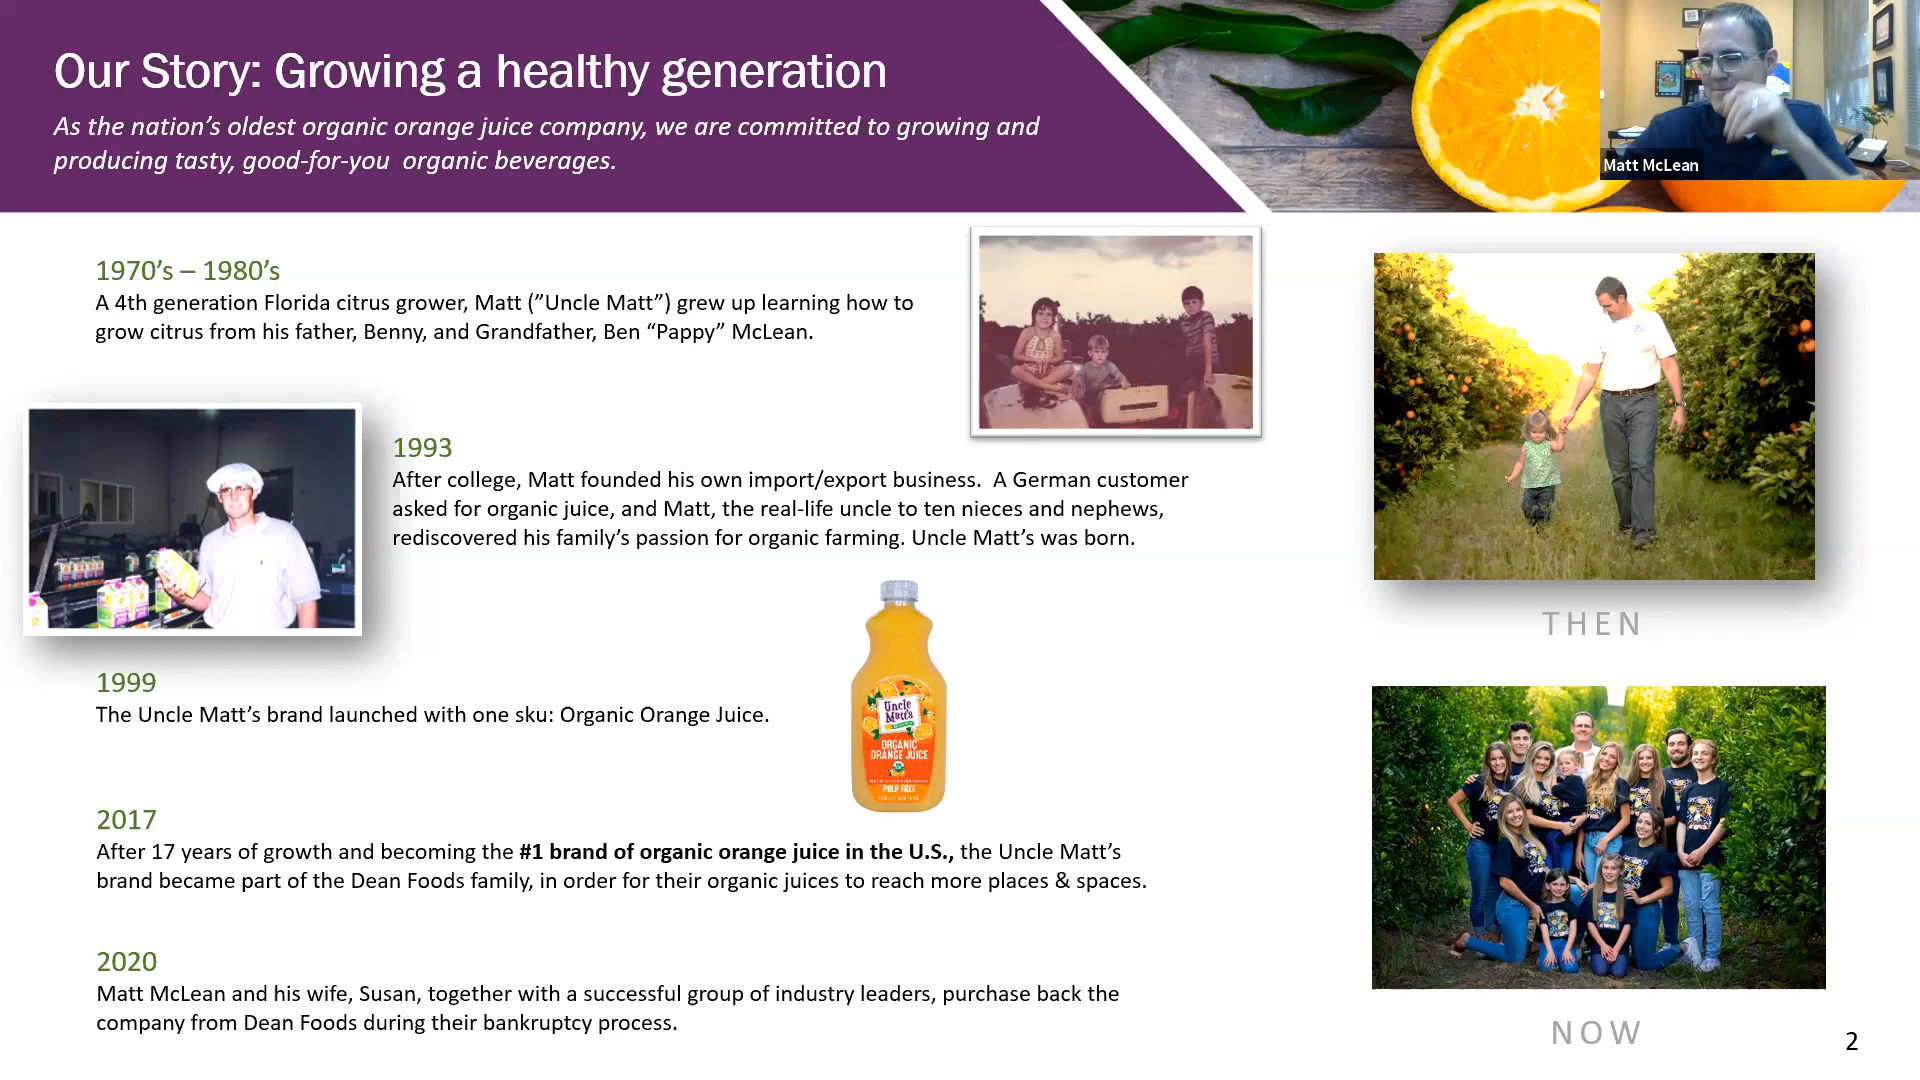 Our Story: Growing a healthy generation
As the nation’s oldest organic orange juice company, we are committed to growing and
producing tasty, good-for-you  organic beverages.
Matt McLean
1970’s – 1980’s
A 4th generation Florida citrus grower, Matt (”Uncle Matt”) grew up learning how to
grow citrus from his father, Benny, and Grandfather, Ben “Pappy” McLean.
1993
After college, Matt founded his own import/export business.  A German customer
asked for organic juice, and Matt, the real-life uncle to ten nieces and nephews,
rediscovered his family’s passion for organic farming. Uncle Matt’s was born.
1999
The Uncle Matt’s brand launched with one sku: Organic Orange Juice.
Uncle
Matt's
ORGANIC
ORANGE JUICE
PULP FREE
2017
After 17 years of growth and becoming the #1 brand of organic orange juice in the U.S., the Uncle Matt’s
brand became part of the Dean Foods family, in order for their organic juices to reach more places & spaces.
2020
Matt McLean and his wife, Susan, together with a successful group of industry leaders, purchase back the
company from Dean Foods during their bankruptcy process.
THEN
NOW
2